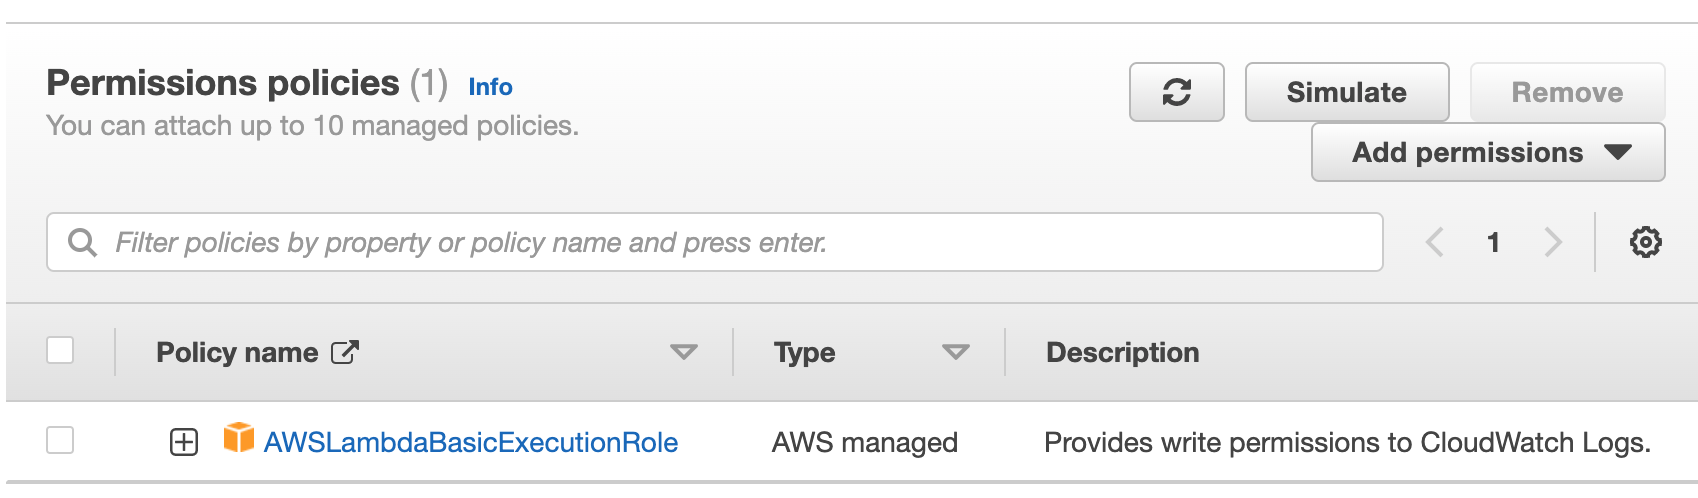 Permissions policies (1) Info
You can attach up to 10 managed policies.
Simulate
Remove
Add permissions
Filter policies by property or policy name and press enter.
1
Policy name Type Description
AWSLambdaBasicExecutionRole AWS managed Provides write permissions to CloudWatch Logs.